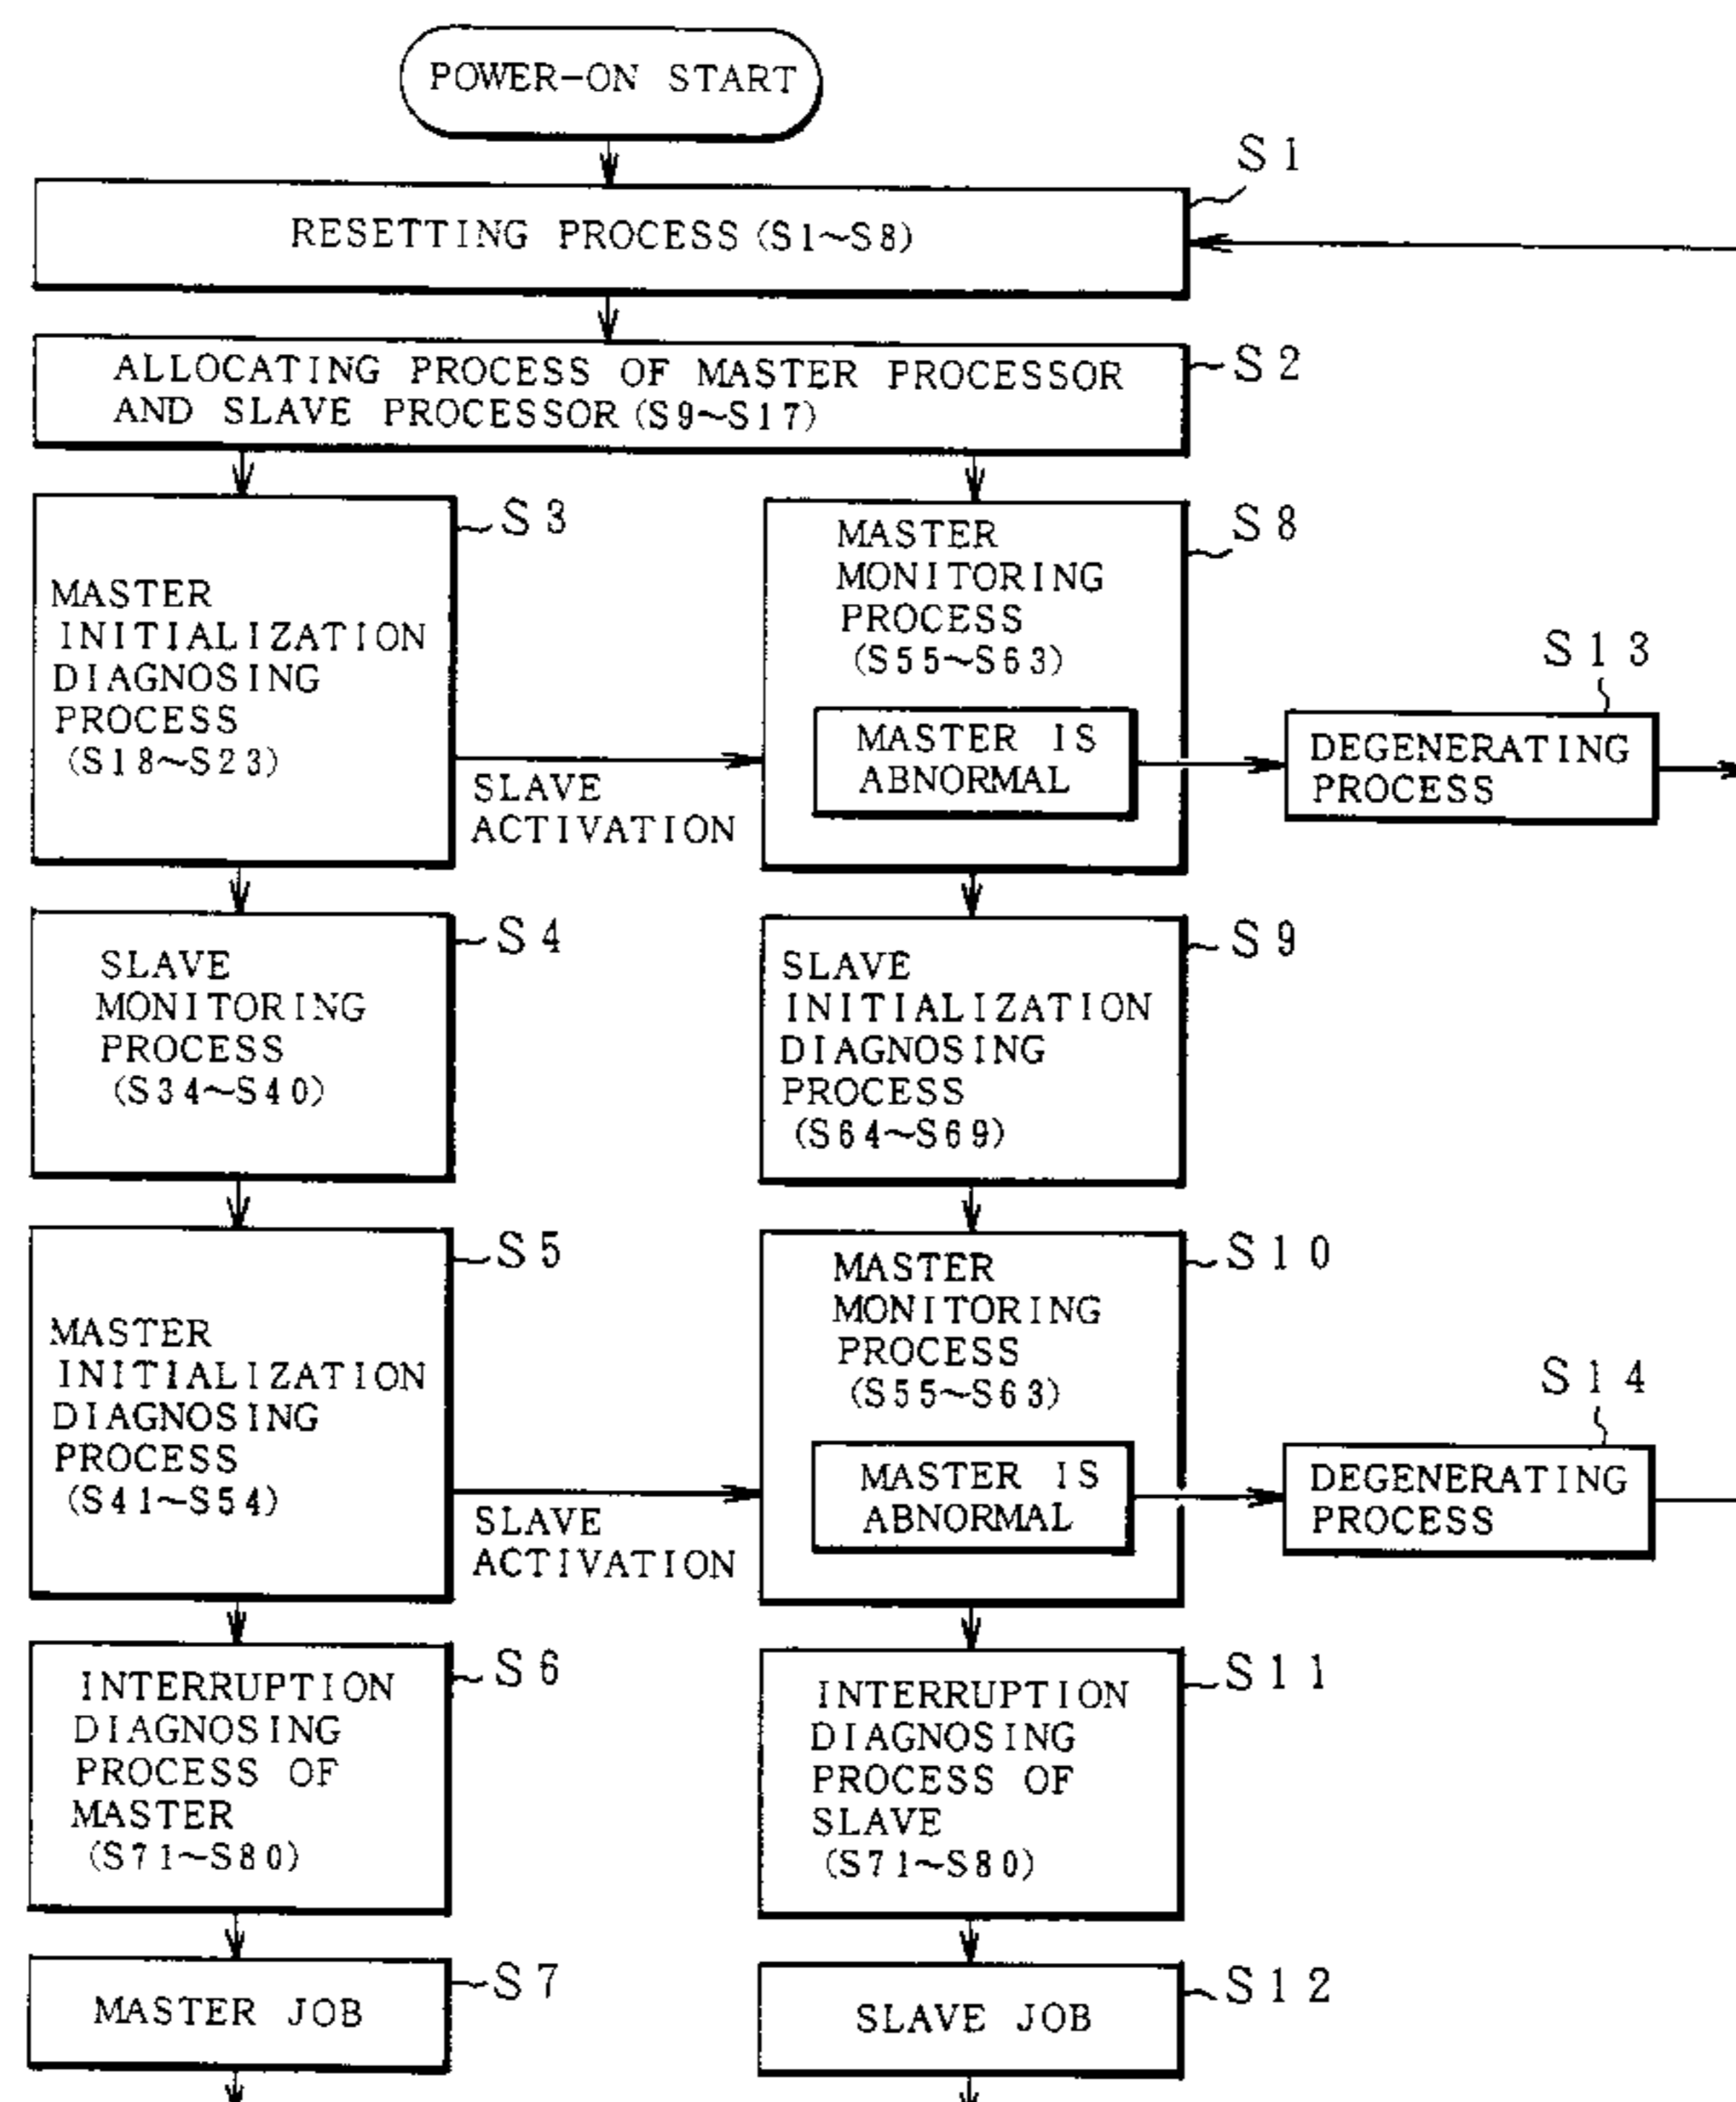 POWER-ON START
S1
RESETTING PROCESS (S1~S8)
ALLOCATING PROCESS OF MASTER PROCESSOR
AND SLAVE PROCESSOR (S9~S17)
S2
S3
MASTER
INITIALIZATION
DIAGNOSING
PROCESS
(S18~S23)
SLAVE
ACTIVATION
S8
MASTER
MONITORING
PROCESS
(S55~S63)
MASTER IS
ABNORMAL
S13
DEGENERATING
PROCESS
S4
SLAVE
MONITORING
PROCESS
(S34~S40)
S9
SLAVE
INITIALIZATION
DIAGNOSING
PROCESS
(S64~S69)
S5
MASTER
INITIALIZATION
DIAGNOSING
PROCESS
(S41~S54)
SLAVE
ACTIVATION
S10
MASTER
MONITORING
PROCESS
(S55~S63)
MASTER IS
ABNORMAL
S14
DEGENERATING
PROCESS
S6
INTERRUPTION
DIAGNOSING
PROCESS OF
MASTER
(S71~S80)
S11
INTERRUPTION
DIAGNOSING
PROCESS OF
SLAVE
(S71~S80)
S7
MASTER JOB
S12
SLAVE JOB